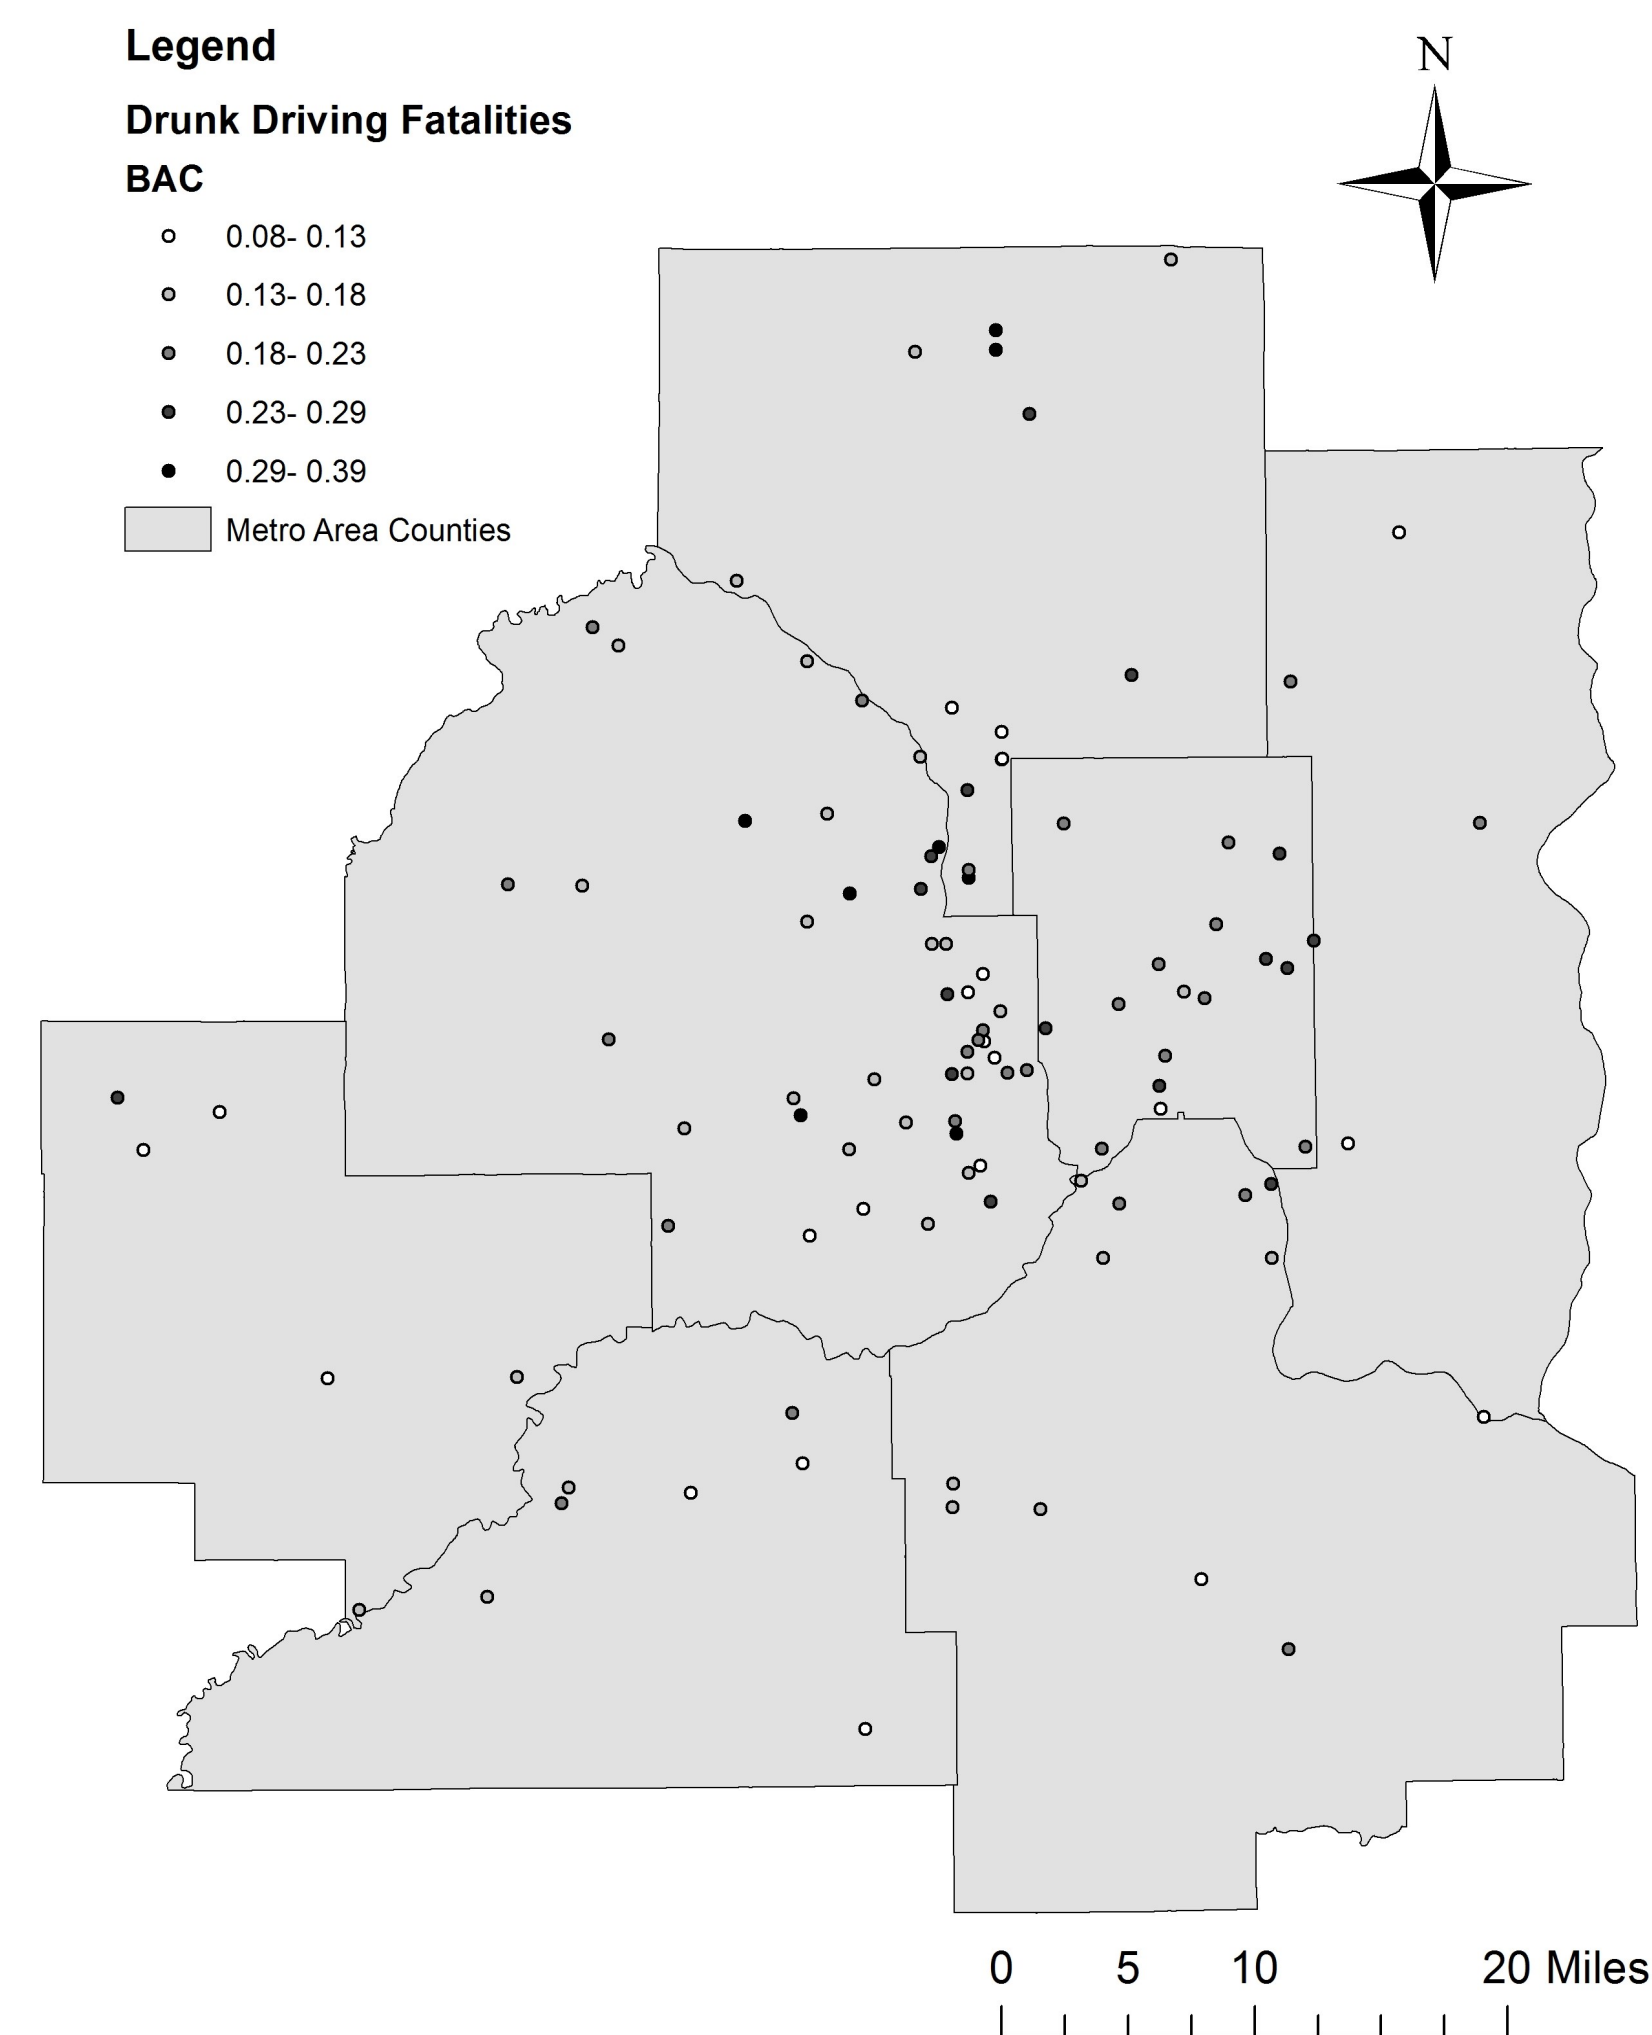 Legend
N
Drunk Driving Fatalities
BAC
0.08- 0.13
0.13- 0.18
0.18- 0.23
0.23- 0.29
0.29- 0.39
Metro Area Counties
0 5 10 20 Miles